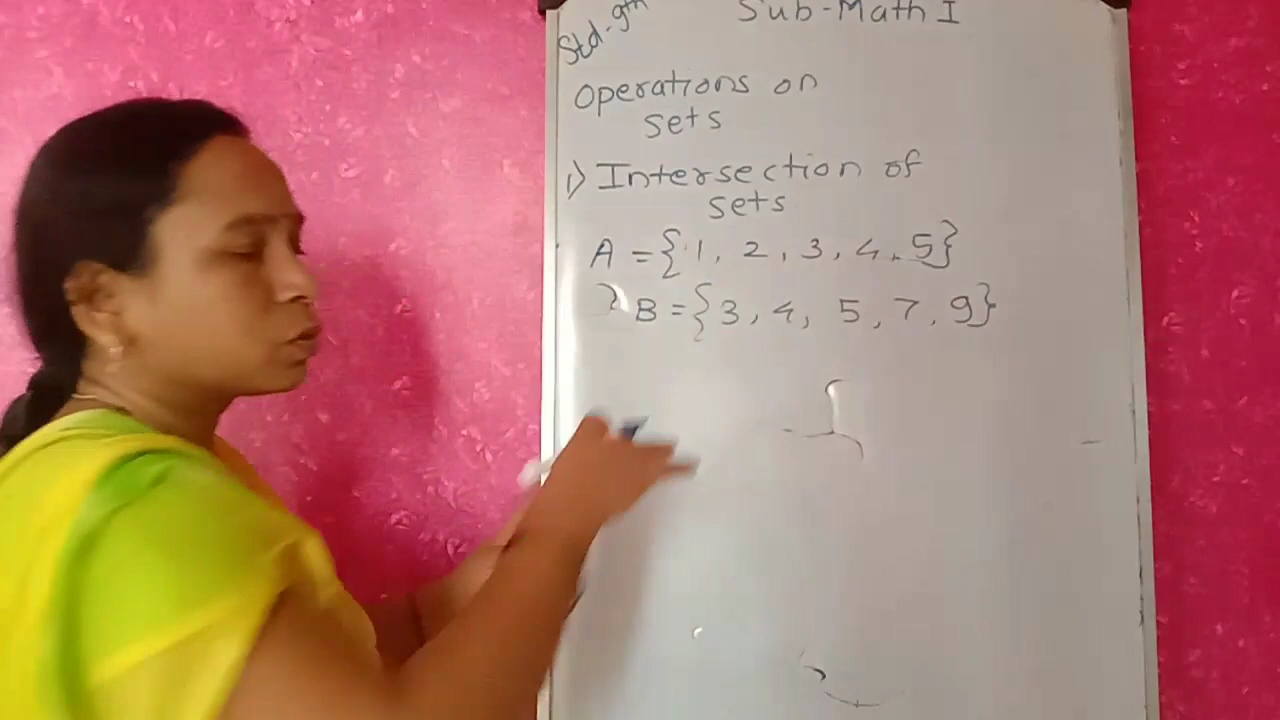 Std-9th
Sub-Math I
Operations on
sets
1) Intersection of
sets
A = {1, 2, 3, 4, 5}
B = {3, 4, 5, 7, 9}